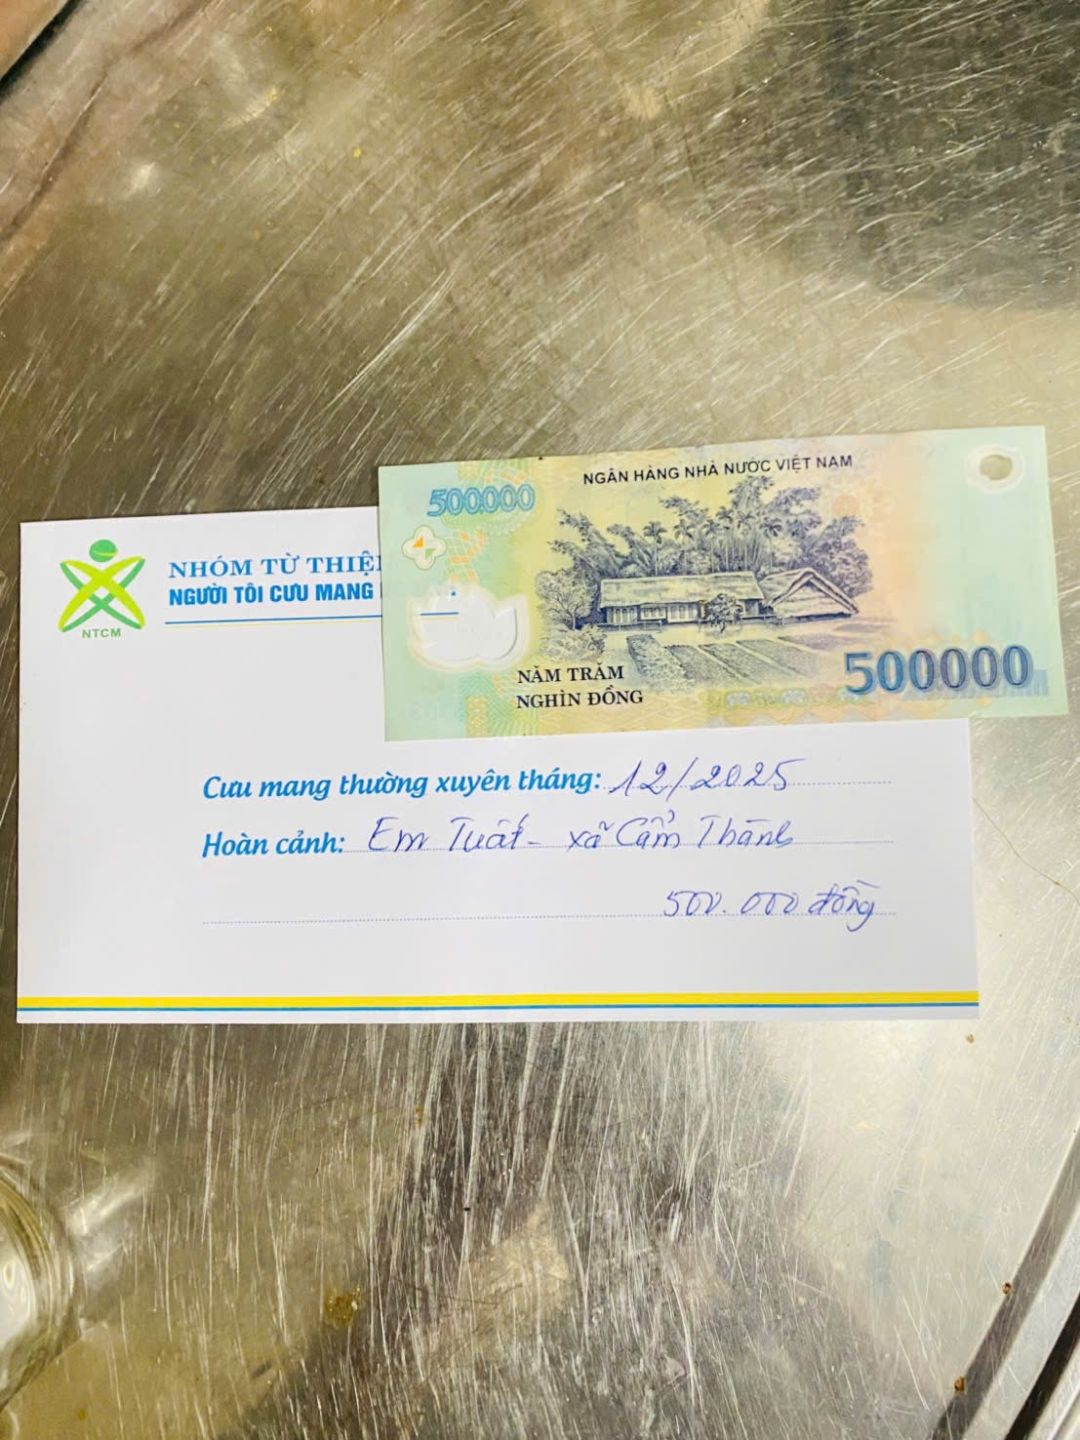 NGÂN HÀNG NHÀ NƯỚC VIỆT NAM
500000
NĂM TRĂM
NGHÌN ĐỒNG
500000
NTCM
NHÓM TỪ THIỆN
NGƯỜI TÔI CƯU MANG
Cưu mang thường xuyên tháng: 12/2025
Hoàn cảnh: Em Tuất - xã Cẩm Thành
500.000 đồng